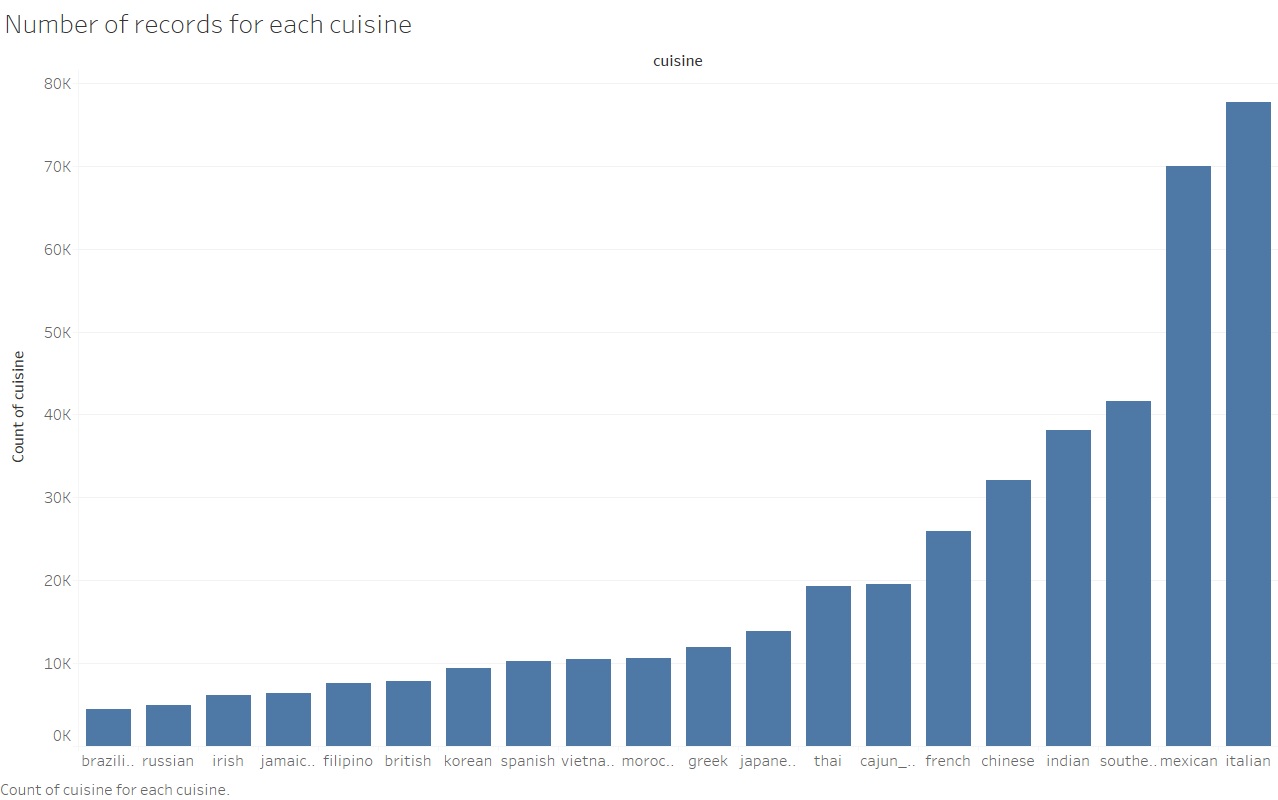 Number of records for each cuisine
cuisine
80K
70K
60K
50K
40K
30K
20K
10K
0K
Count of cuisine
brazili.. russian irish jamaic.. filipino british korean spanish vietna.. moroc.. greek japane.. thai cajun_.. french chinese indian southe.. mexican italian
Count of cuisine for each cuisine.